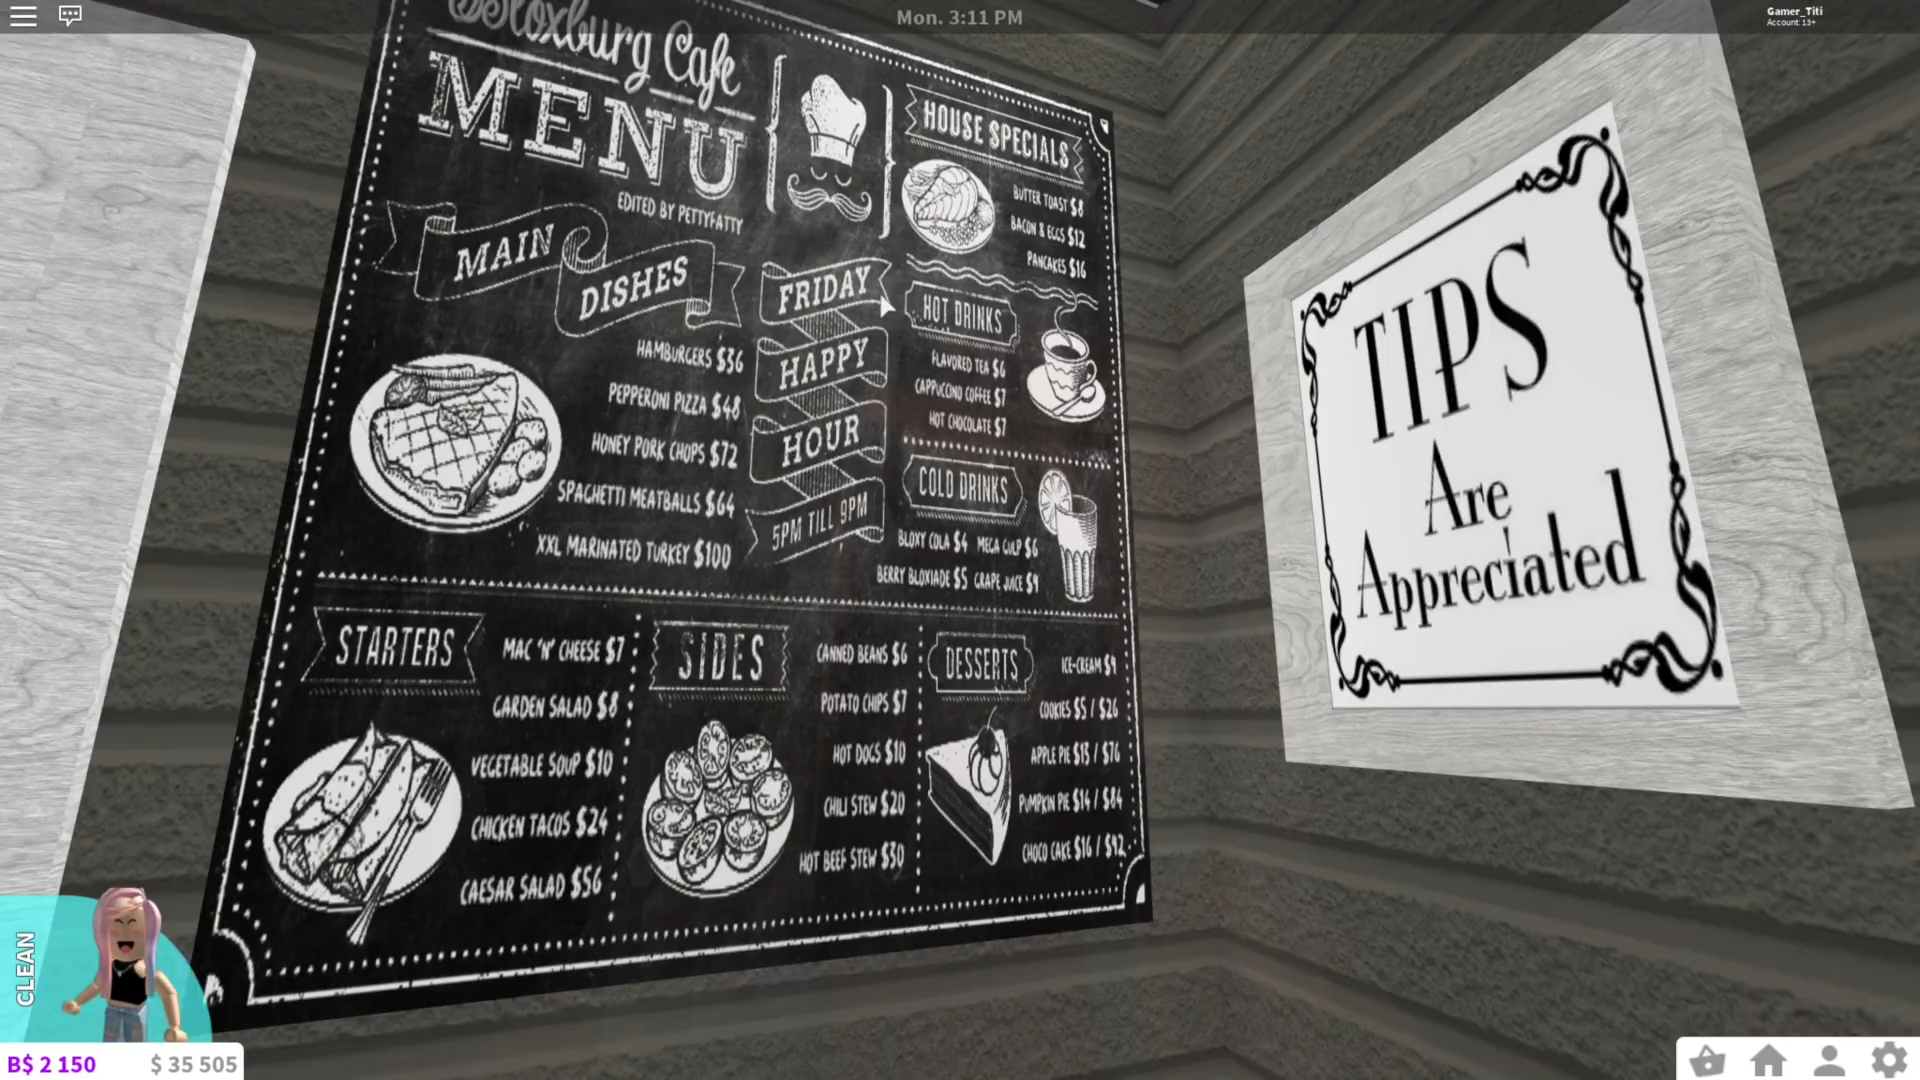 Mon. 3:11 PM
Gamer_Titi
Account: 13+
Bloxburg Cafe
MENU
EDITED BY PETTYFATTY
MAIN
DISHES
HAMBURGERS $36
PEPPERONI PIZZA $48
HONEY PORK CHOPS $72
SPAGHETTI MEATBALLS $64
XXL MARINATED TURKEY $100
FRIDAY
HAPPY
HOUR
5PM TILL 9PM
HOUSE SPECIALS
BUTTER TOAST $8
BACON & EGGS $12
PANCAKES $16
HOT DRINKS
FLAVORED TEA $6
CAPPUCCINO COFFEE $7
HOT CHOCOLATE $7
COLD DRINKS
BLOXY COLA $4 MEGA GULP $6
BERRY BLOXIADE $5 GRAPE JUICE $9
STARTERS
MAC 'N' CHEESE $7
GARDEN SALAD $8
VEGETABLE SOUP $10
CHICKEN TACOS $24
CAESAR SALAD $56
SIDES
CANNED BEANS $6
POTATO CHIPS $7
HOT DOGS $10
CHILI STEW $20
HOT BEEF STEW $30
DESSERTS
ICE-CREAM $9
COOKIES $5 / $26
APPLE PIE $13 / $76
PUMPKIN PIE $14 / $84
CHOCO CAKE $16 / $92
TIPS
Are
Appreciated
CLEAN
B$ 2 150
$ 35 505